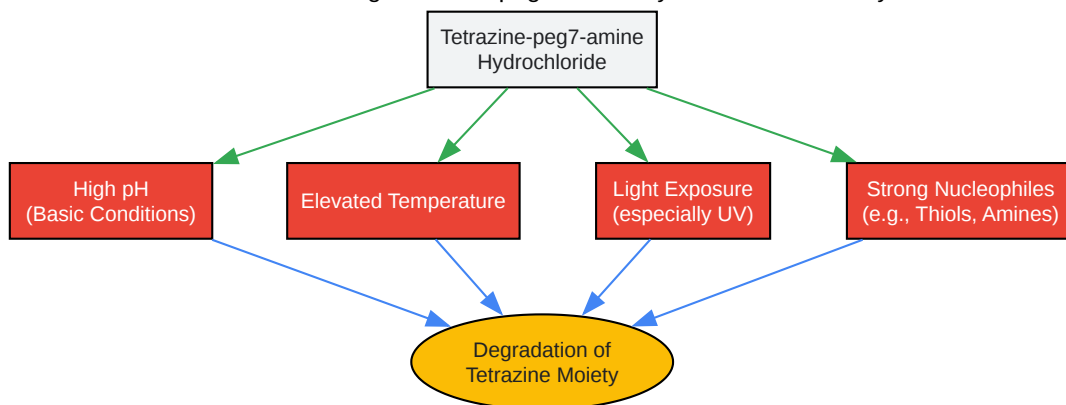 Tetrazine-peg7-amine
Hydrochloride
High pH
(Basic Conditions)
Elevated Temperature
Light Exposure
(especially UV)
Strong Nucleophiles
(e.g., Thiols, Amines)
Degradation of
Tetrazine Moiety